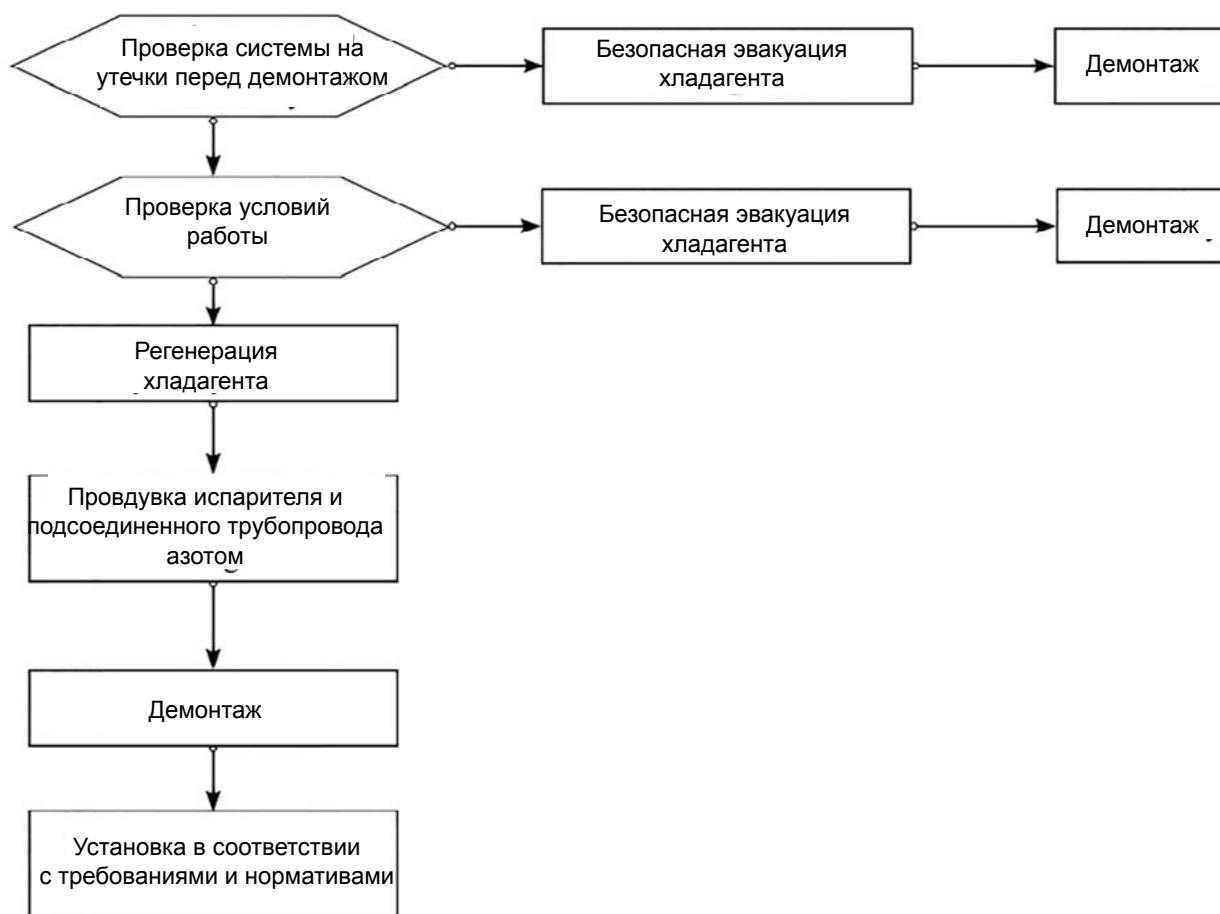 Проверка системы на
утечки перед демонтажом
Безопасная эвакуация
хладагента
Демонтаж
Проверка условий
работы
Безопасная эвакуация
хладагента
Демонтаж
Регенерация
хладагента
Провдувка испарителя и
подсоединенного трубопровода
азотом
Демонтаж
Установка в соответствии
с требованиями и нормативами